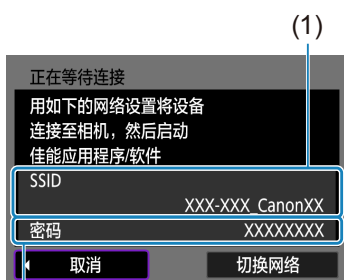 (1)
正在等待连接
用如下的网络设置将设备
连接至相机，然后启动
佳能应用程序/软件
SSID
XXX-XXX_CanonXX
密码 XXXXXXXX
取消 切换网络